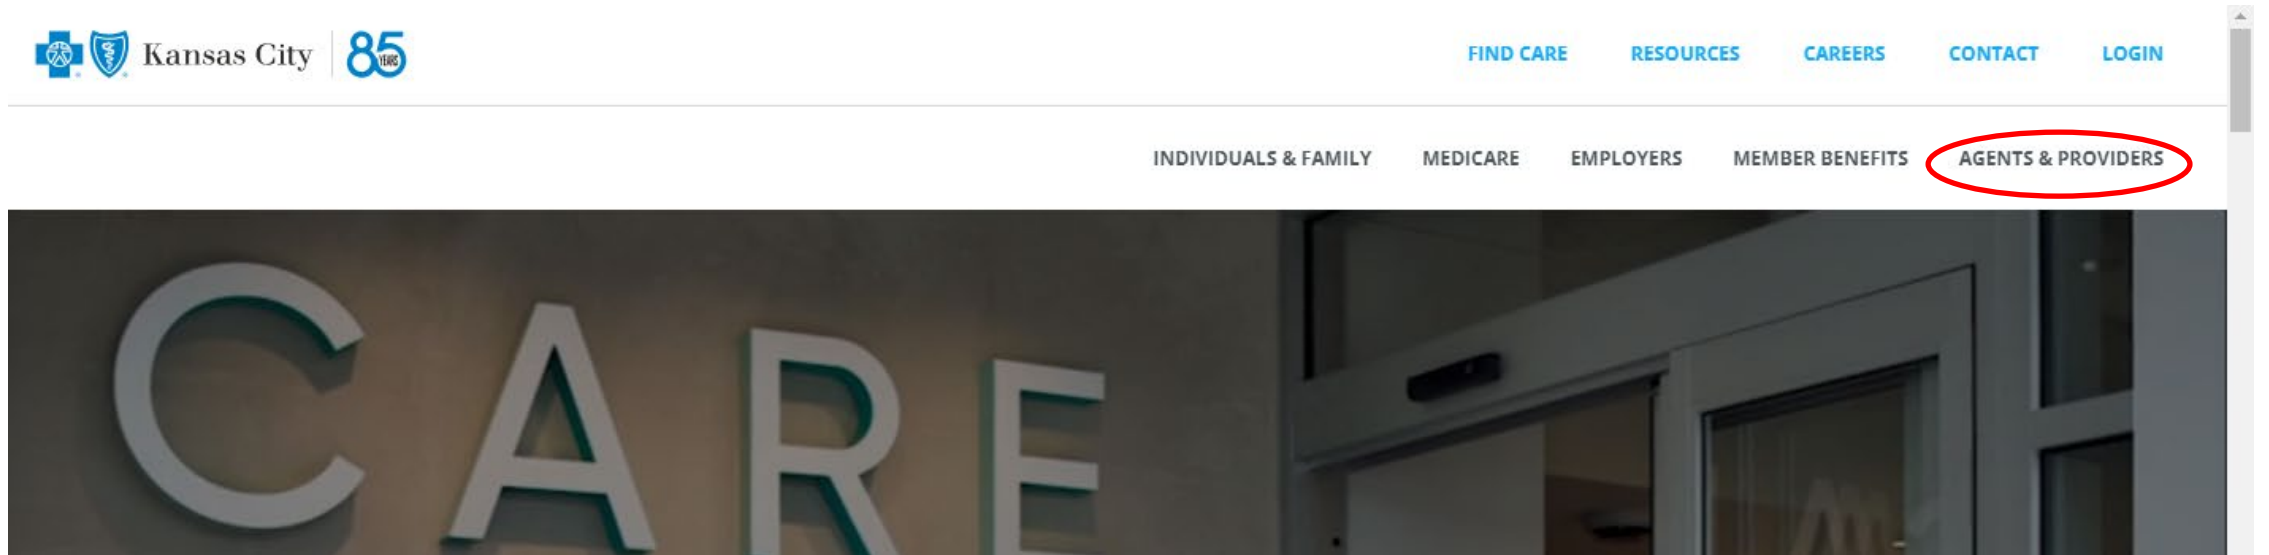 Kansas City 85 YEARS
FIND CARE RESOURCES CAREERS CONTACT LOGIN
INDIVIDUALS & FAMILY MEDICARE EMPLOYERS MEMBER BENEFITS AGENTS & PROVIDERS
CARE